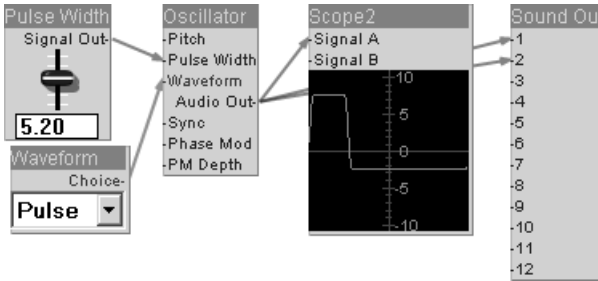 Pulse Width
Signal Out-
5.20
Waveform
Choice-
Pulse
Oscillator
-Pitch
-Pulse Width
-Waveform
Audio Out-
-Sync
-Phase Mod
-PM Depth
Scope2
-Signal A
-Signal B
10
5
0
-5
-10
Sound Ou
-1
-2
-3
-4
-5
-6
-7
-8
-9
-10
-11
-12